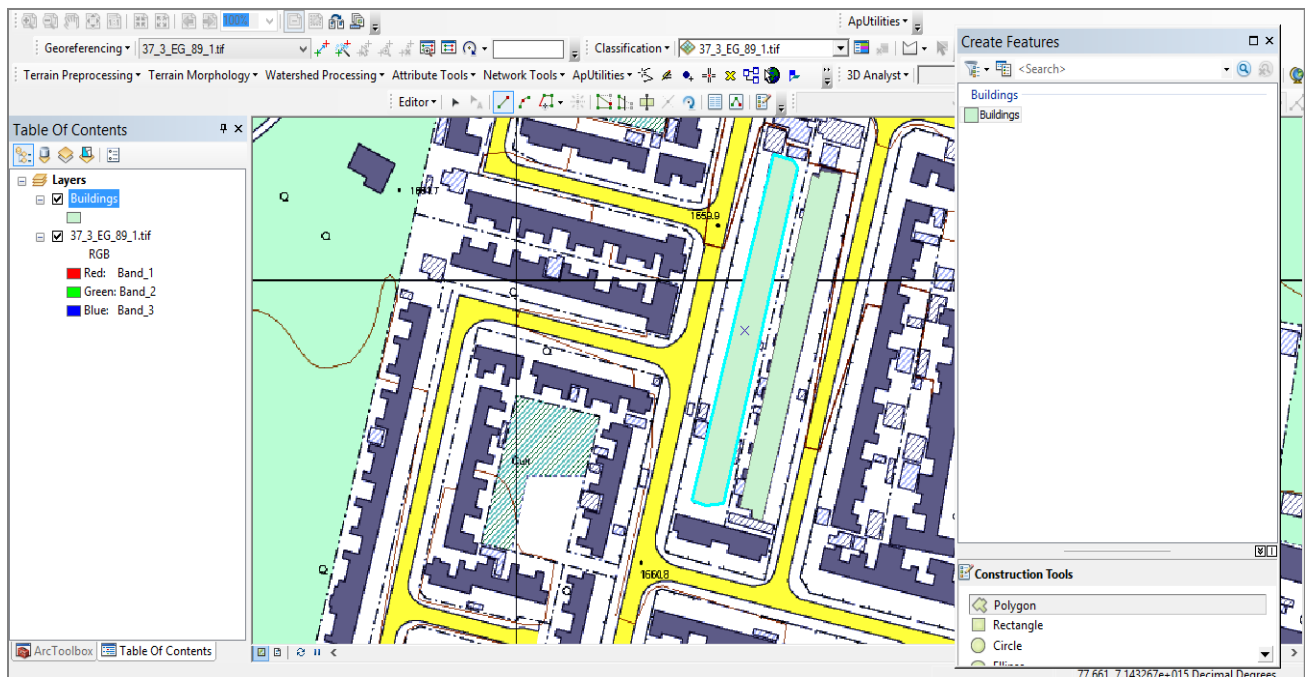 100%
ApUtilities
Georeferencing 37_3_EG_89_1.tif Classification 37_3_EG_89_1.tif
Terrain Preprocessing Terrain Morphology Watershed Processing Attribute Tools Network Tools ApUtilities 3D Analyst
Editor
Table Of Contents
Layers
Buildings
37_3_EG_89_1.tif
RGB
Red: Band_1
Green: Band_2
Blue: Band_3
ArcToolbox Table Of Contents
1659.9
1660.8
Create Features
<Search>
Buildings
Buildings
Construction Tools
Polygon
Rectangle
Circle
Ellipse
77.661 7.143267e+015 Decimal Degrees